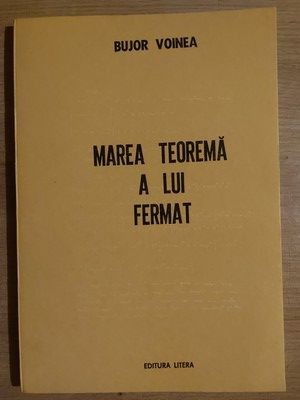 BUJOR VOINEA
MAREA TEOREMĂ
A LUI
FERMAT
EDITURA LITERA